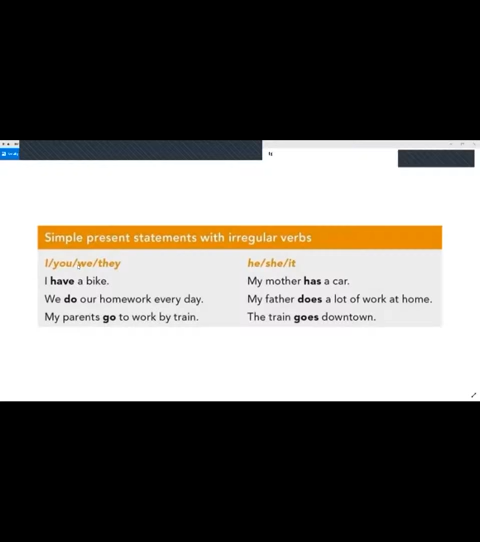 Simple present statements with irregular verbs
I/you/we/they
I have a bike.
We do our homework every day.
My parents go to work by train.
he/she/it
My mother has a car.
My father does a lot of work at home.
The train goes downtown.